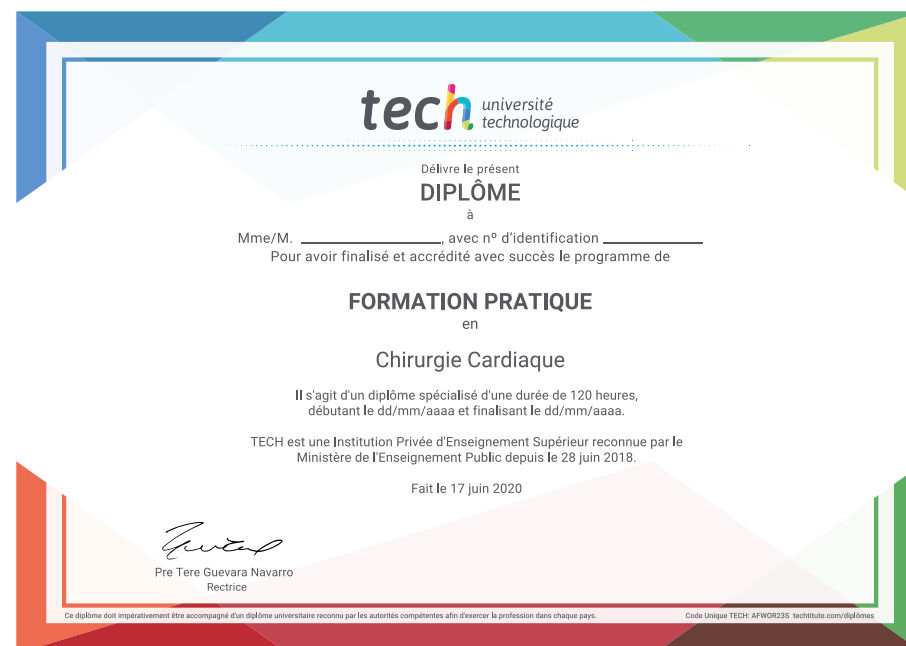 tech université
technologique
Délivre le présent
DIPLÔME
à
Mme/M. ____________________, avec nº d'identification ______________
Pour avoir finalisé et accrédité avec succès le programme de
FORMATION PRATIQUE
en
Chirurgie Cardiaque
Il s'agit d'un diplôme spécialisé d'une durée de 120 heures,
débutant le dd/mm/aaaa et finalisant le dd/mm/aaaa.
TECH est une Institution Privée d'Enseignement Supérieur reconnue par le
Ministère de l'Enseignement Public depuis le 28 juin 2018.
Fait le 17 juin 2020
Pre Tere Guevara Navarro
Rectrice
Ce diplôme doit impérativement être accompagné d'un diplôme universitaire reconnu par les autorités compétentes afin d'exercer la profession dans chaque pays.
Code Unique TECH: AFWOR23S techtitute.com/diplômes